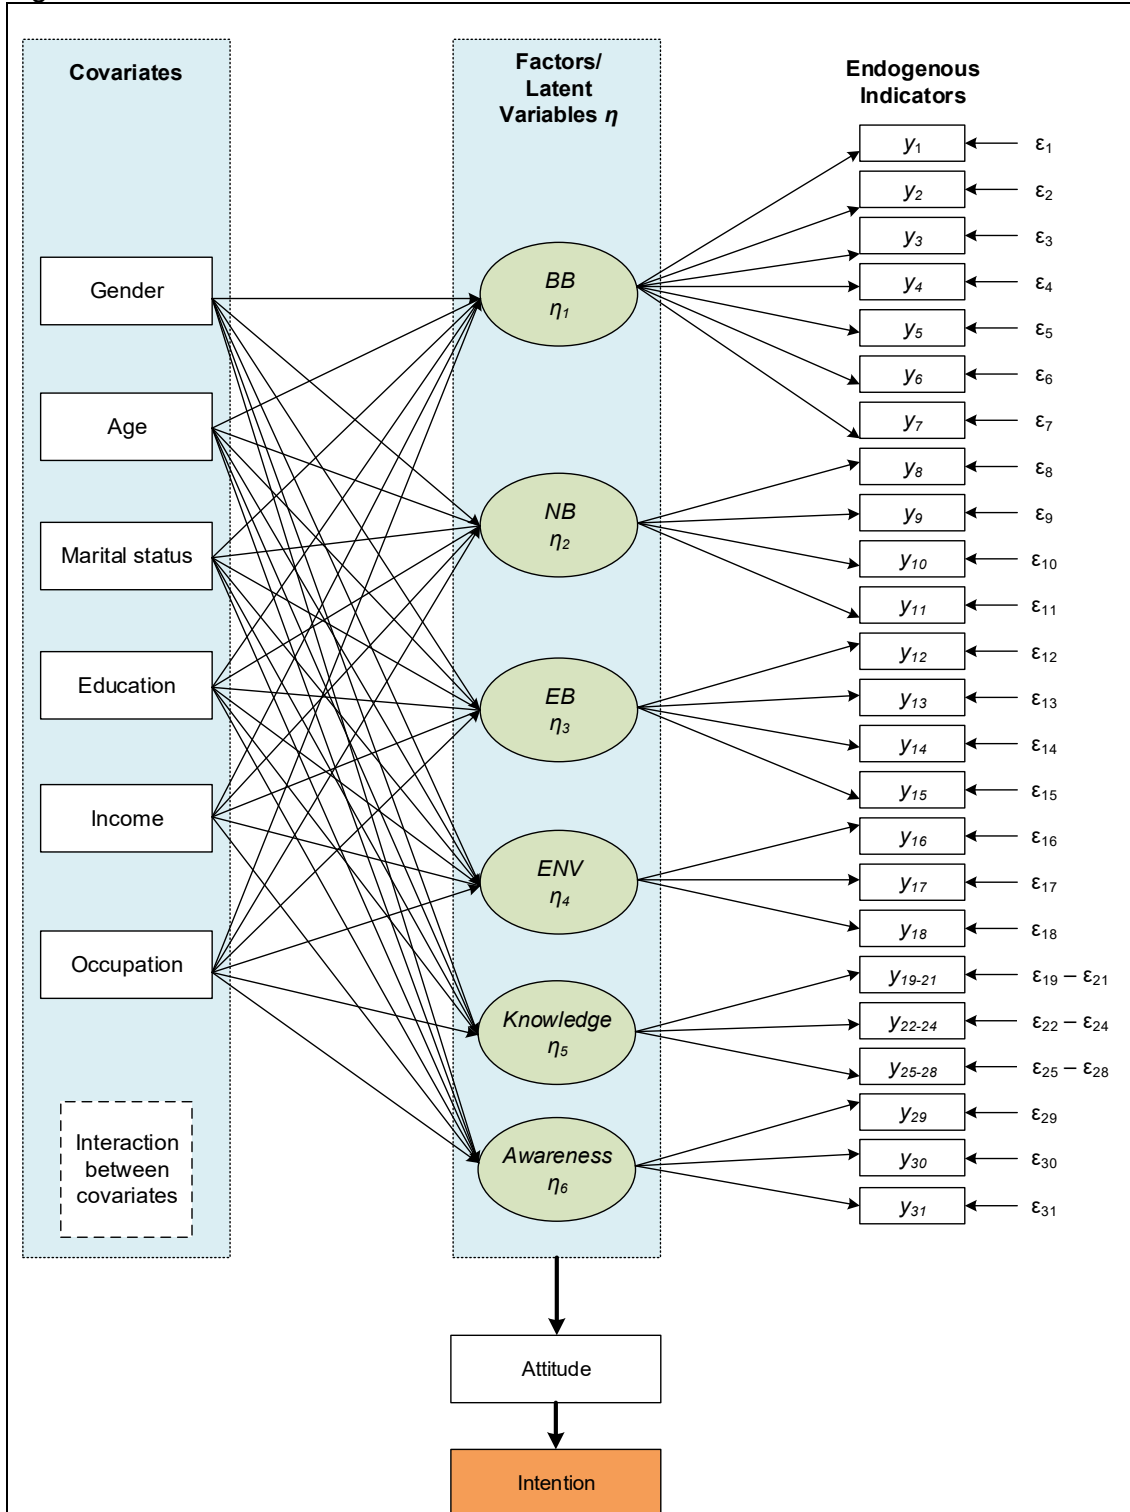 Covariates
Gender
Age
Marital status
Education
Income
Occupation
Interaction
between
covariates
Factors/
Latent
Variables η
BB
η1
NB
η2
EB
η3
ENV
η4
Knowledge
η5
Awareness
η6
Attitude
Intention
Endogenous
Indicators
y1 ε1
y2 ε2
y3 ε3
y4 ε4
y5 ε5
y6 ε6
y7 ε7
y8 ε8
y9 ε9
y10 ε10
y11 ε11
y12 ε12
y13 ε13
y14 ε14
y15 ε15
y16 ε16
y17 ε17
y18 ε18
y19-21 ε19 – ε21
y22-24 ε22 – ε24
y25-28 ε25 – ε28
y29 ε29
y30 ε30
y31 ε31